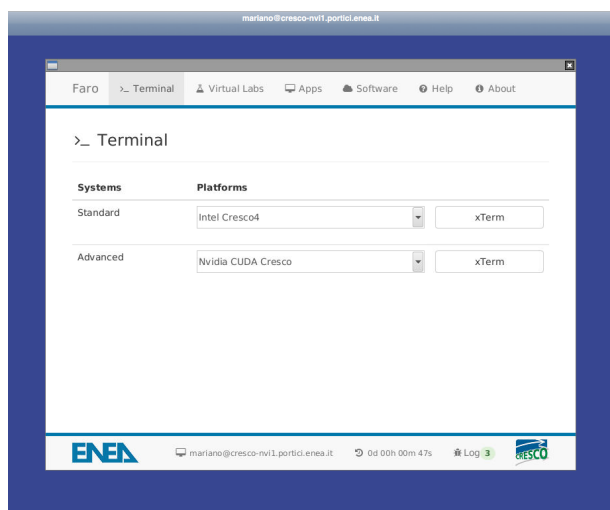 mariano@cresco-nvi1.portici.enea.it
Faro >_ Terminal Virtual Labs Apps Software Help About
>_ Terminal
Systems Platforms
Standard Intel Cresco4 xTerm
Advanced Nvidia CUDA Cresco xTerm
ENEA mariano@cresco-nvi1.portici.enea.it 0d 00h 00m 47s Log 3 CRESCO